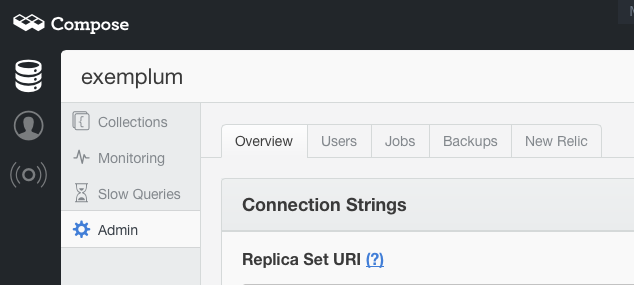 Compose
exemplum
Collections
Monitoring
Slow Queries
Admin
Overview Users Jobs Backups New Relic
Connection Strings
Replica Set URI (?)